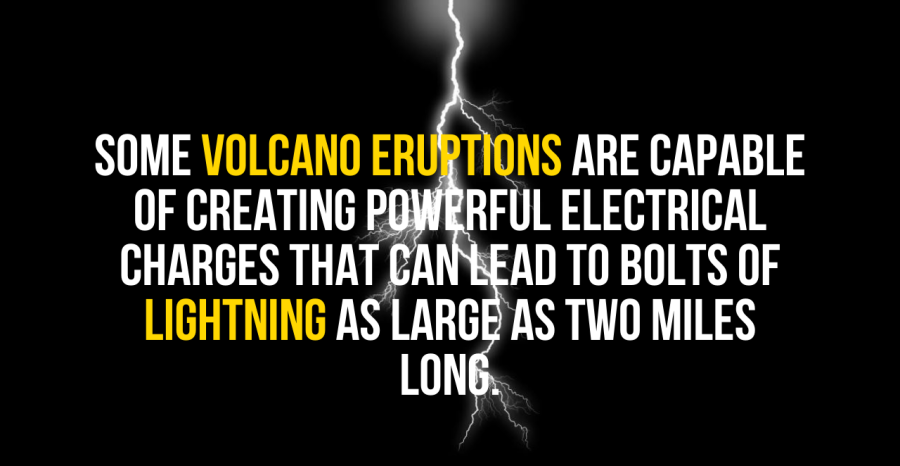 SOME VOLCANO ERUPTIONS ARE CAPABLE
OF CREATING POWERFUL ELECTRICAL
CHARGES THAT CAN LEAD TO BOLTS OF
LIGHTNING AS LARGE AS TWO MILES
LONG.